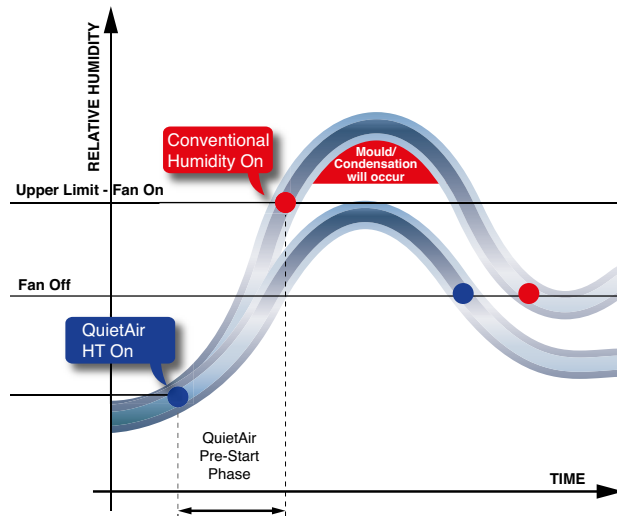 RELATIVE HUMIDITY
Conventional
Humidity On
Mould/
Condensation
will occur
Upper Limit - Fan On
Fan Off
QuietAir
HT On
QuietAir
Pre-Start
Phase
TIME